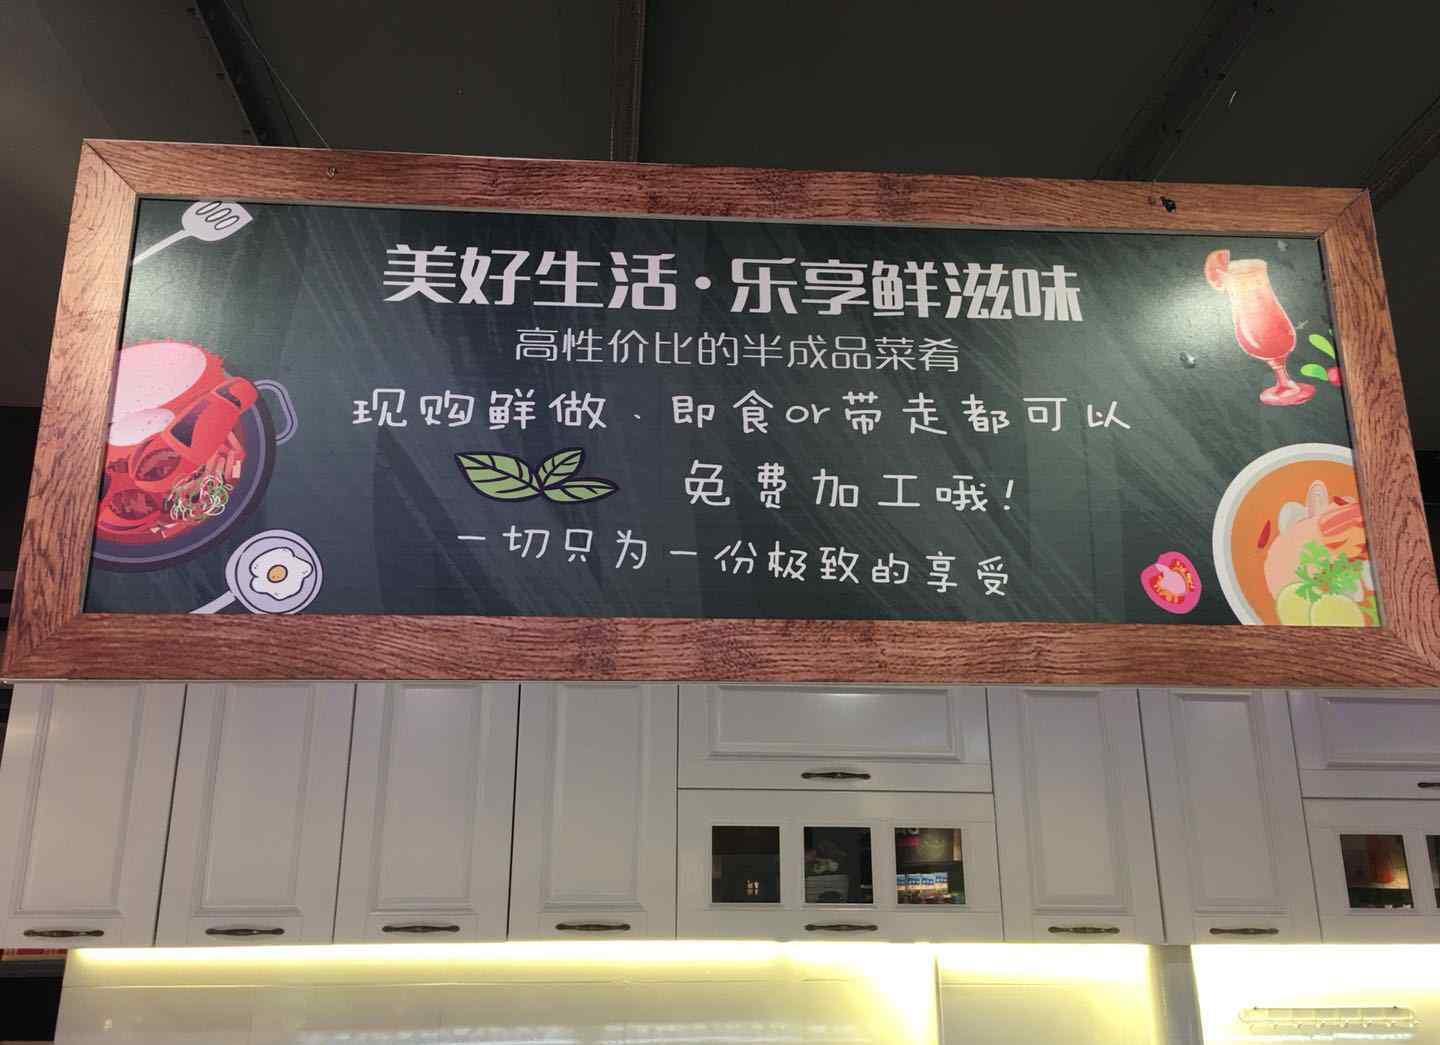 美好生活·乐享鲜滋味
高性价比的半成品菜肴
现购鲜做、即食or带走都可以
免费加工哦!
一切只为一份极致的享受